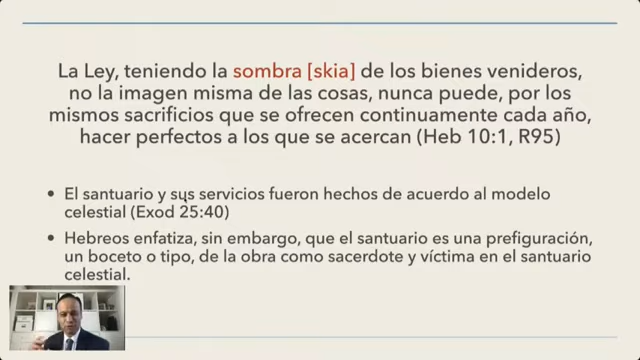 La Ley, teniendo la sombra [skia] de los bienes venideros,
no la imagen misma de las cosas, nunca puede, por los
mismos sacrificios que se ofrecen continuamente cada año,
hacer perfectos a los que se acercan (Heb 10:1, R95)
• El santuario y sus servicios fueron hechos de acuerdo al modelo
celestial (Exod 25:40)
• Hebreos enfatiza, sin embargo, que el santuario es una prefiguración,
un boceto o tipo, de la obra como sacerdote y víctima en el santuario
celestial.